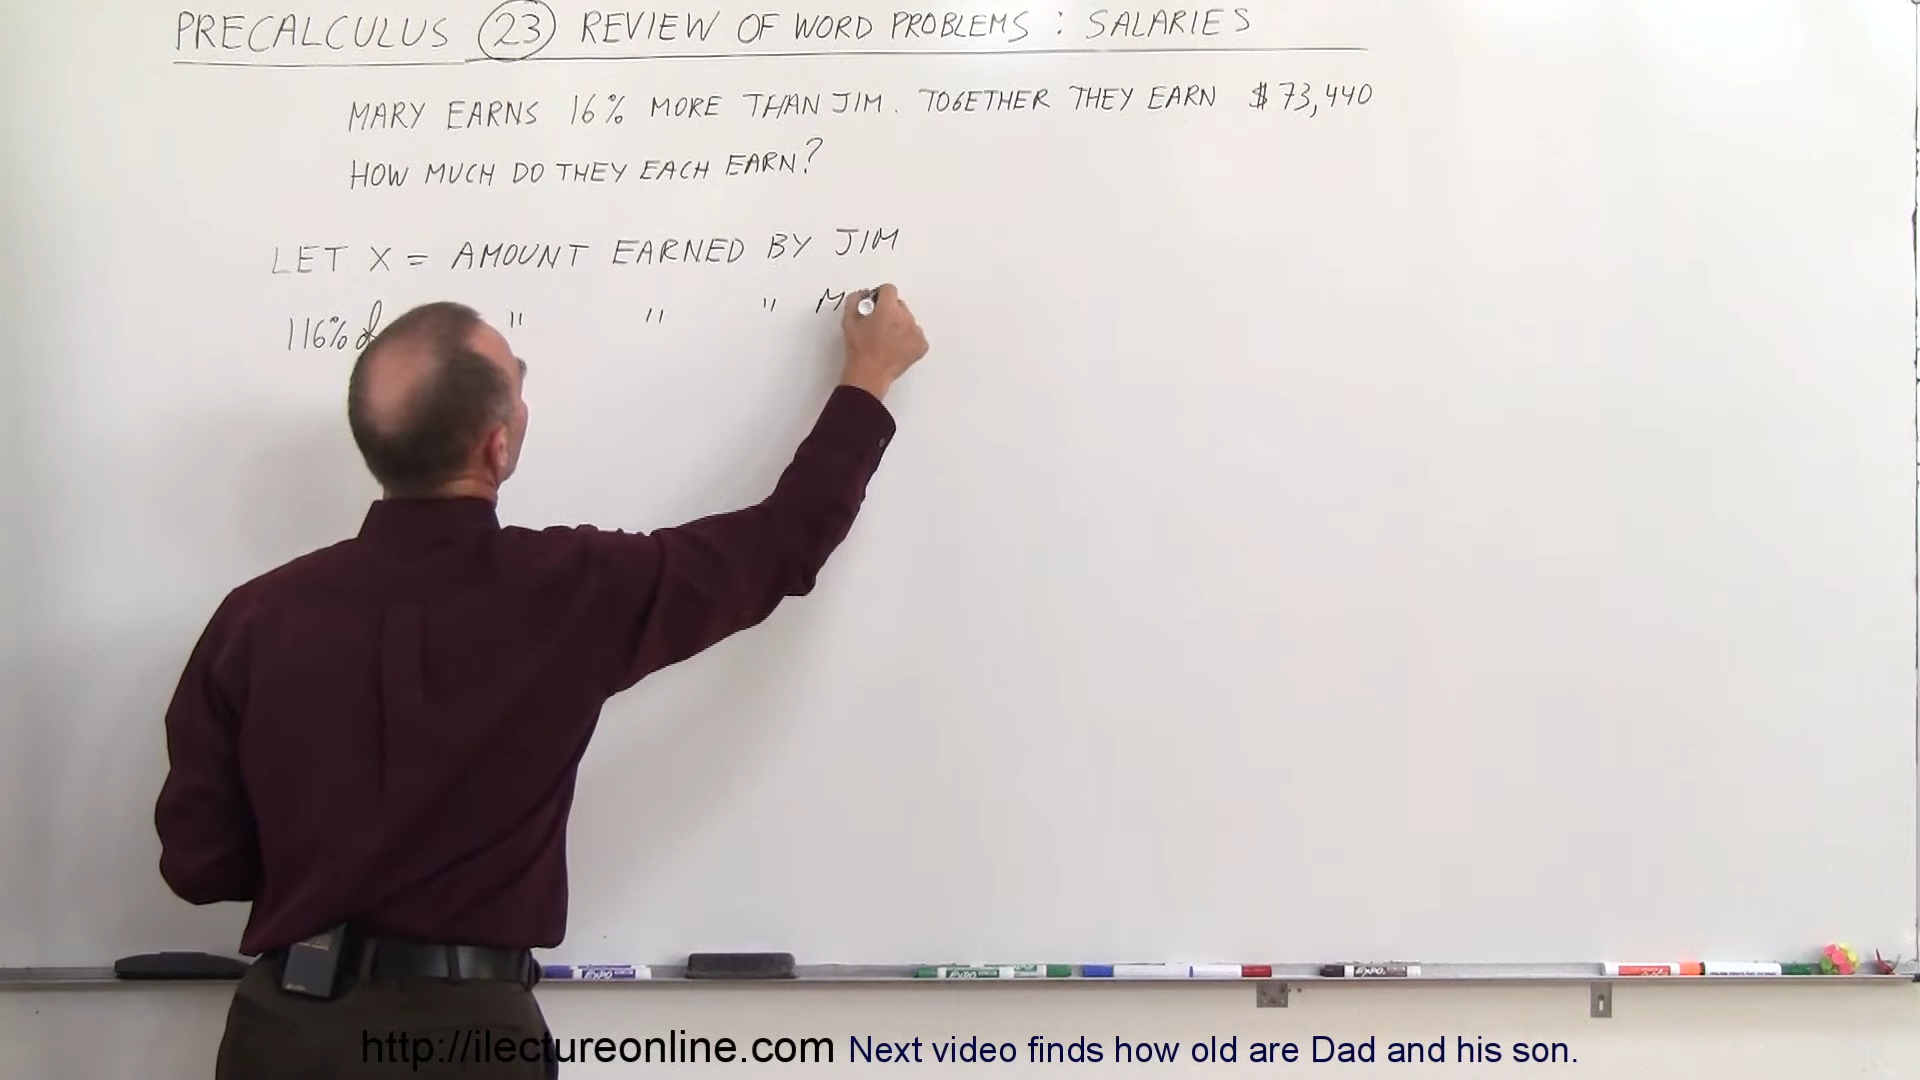 PRECALCULUS 23 REVIEW OF WORD PROBLEMS : SALARIES
MARY EARNS 16% MORE THAN JIM. TOGETHER THEY EARN $73,440
HOW MUCH DO THEY EACH EARN?
LET X = AMOUNT EARNED BY JIM
116% of " " "
http://ilectureonline.com Next video finds how old are Dad and his son.